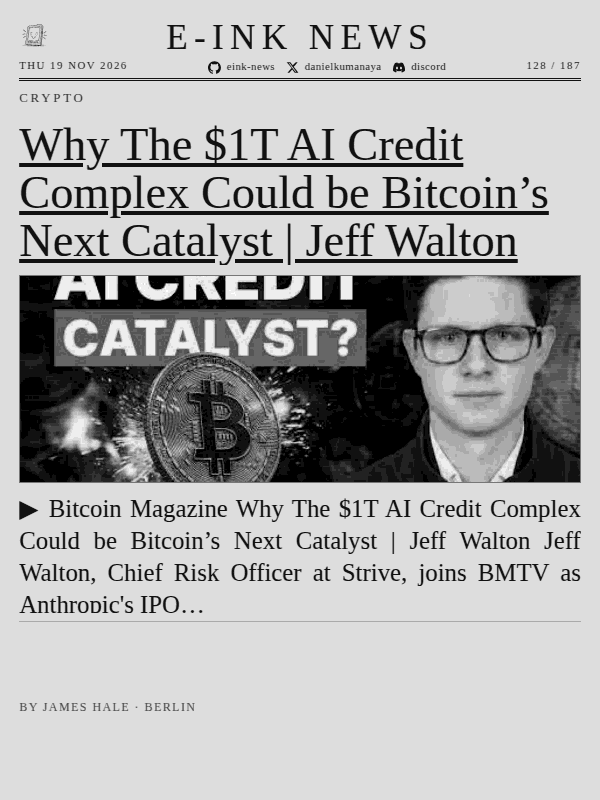 E-INK NEWS
THU 19 NOV 2026
eink-news
danielkumanaya
discord
128 / 187
CRYPTO
Why The $1T AI Credit
Complex Could be Bitcoin’s
Next Catalyst | Jeff Walton
AI CREDIT
CATALYST?
▶ Bitcoin Magazine Why The $1T AI Credit Complex
Could be Bitcoin’s Next Catalyst | Jeff Walton Jeff
Walton, Chief Risk Officer at Strive, joins BMTV as
Anthropic's IPO…
BY JAMES HALE · BERLIN